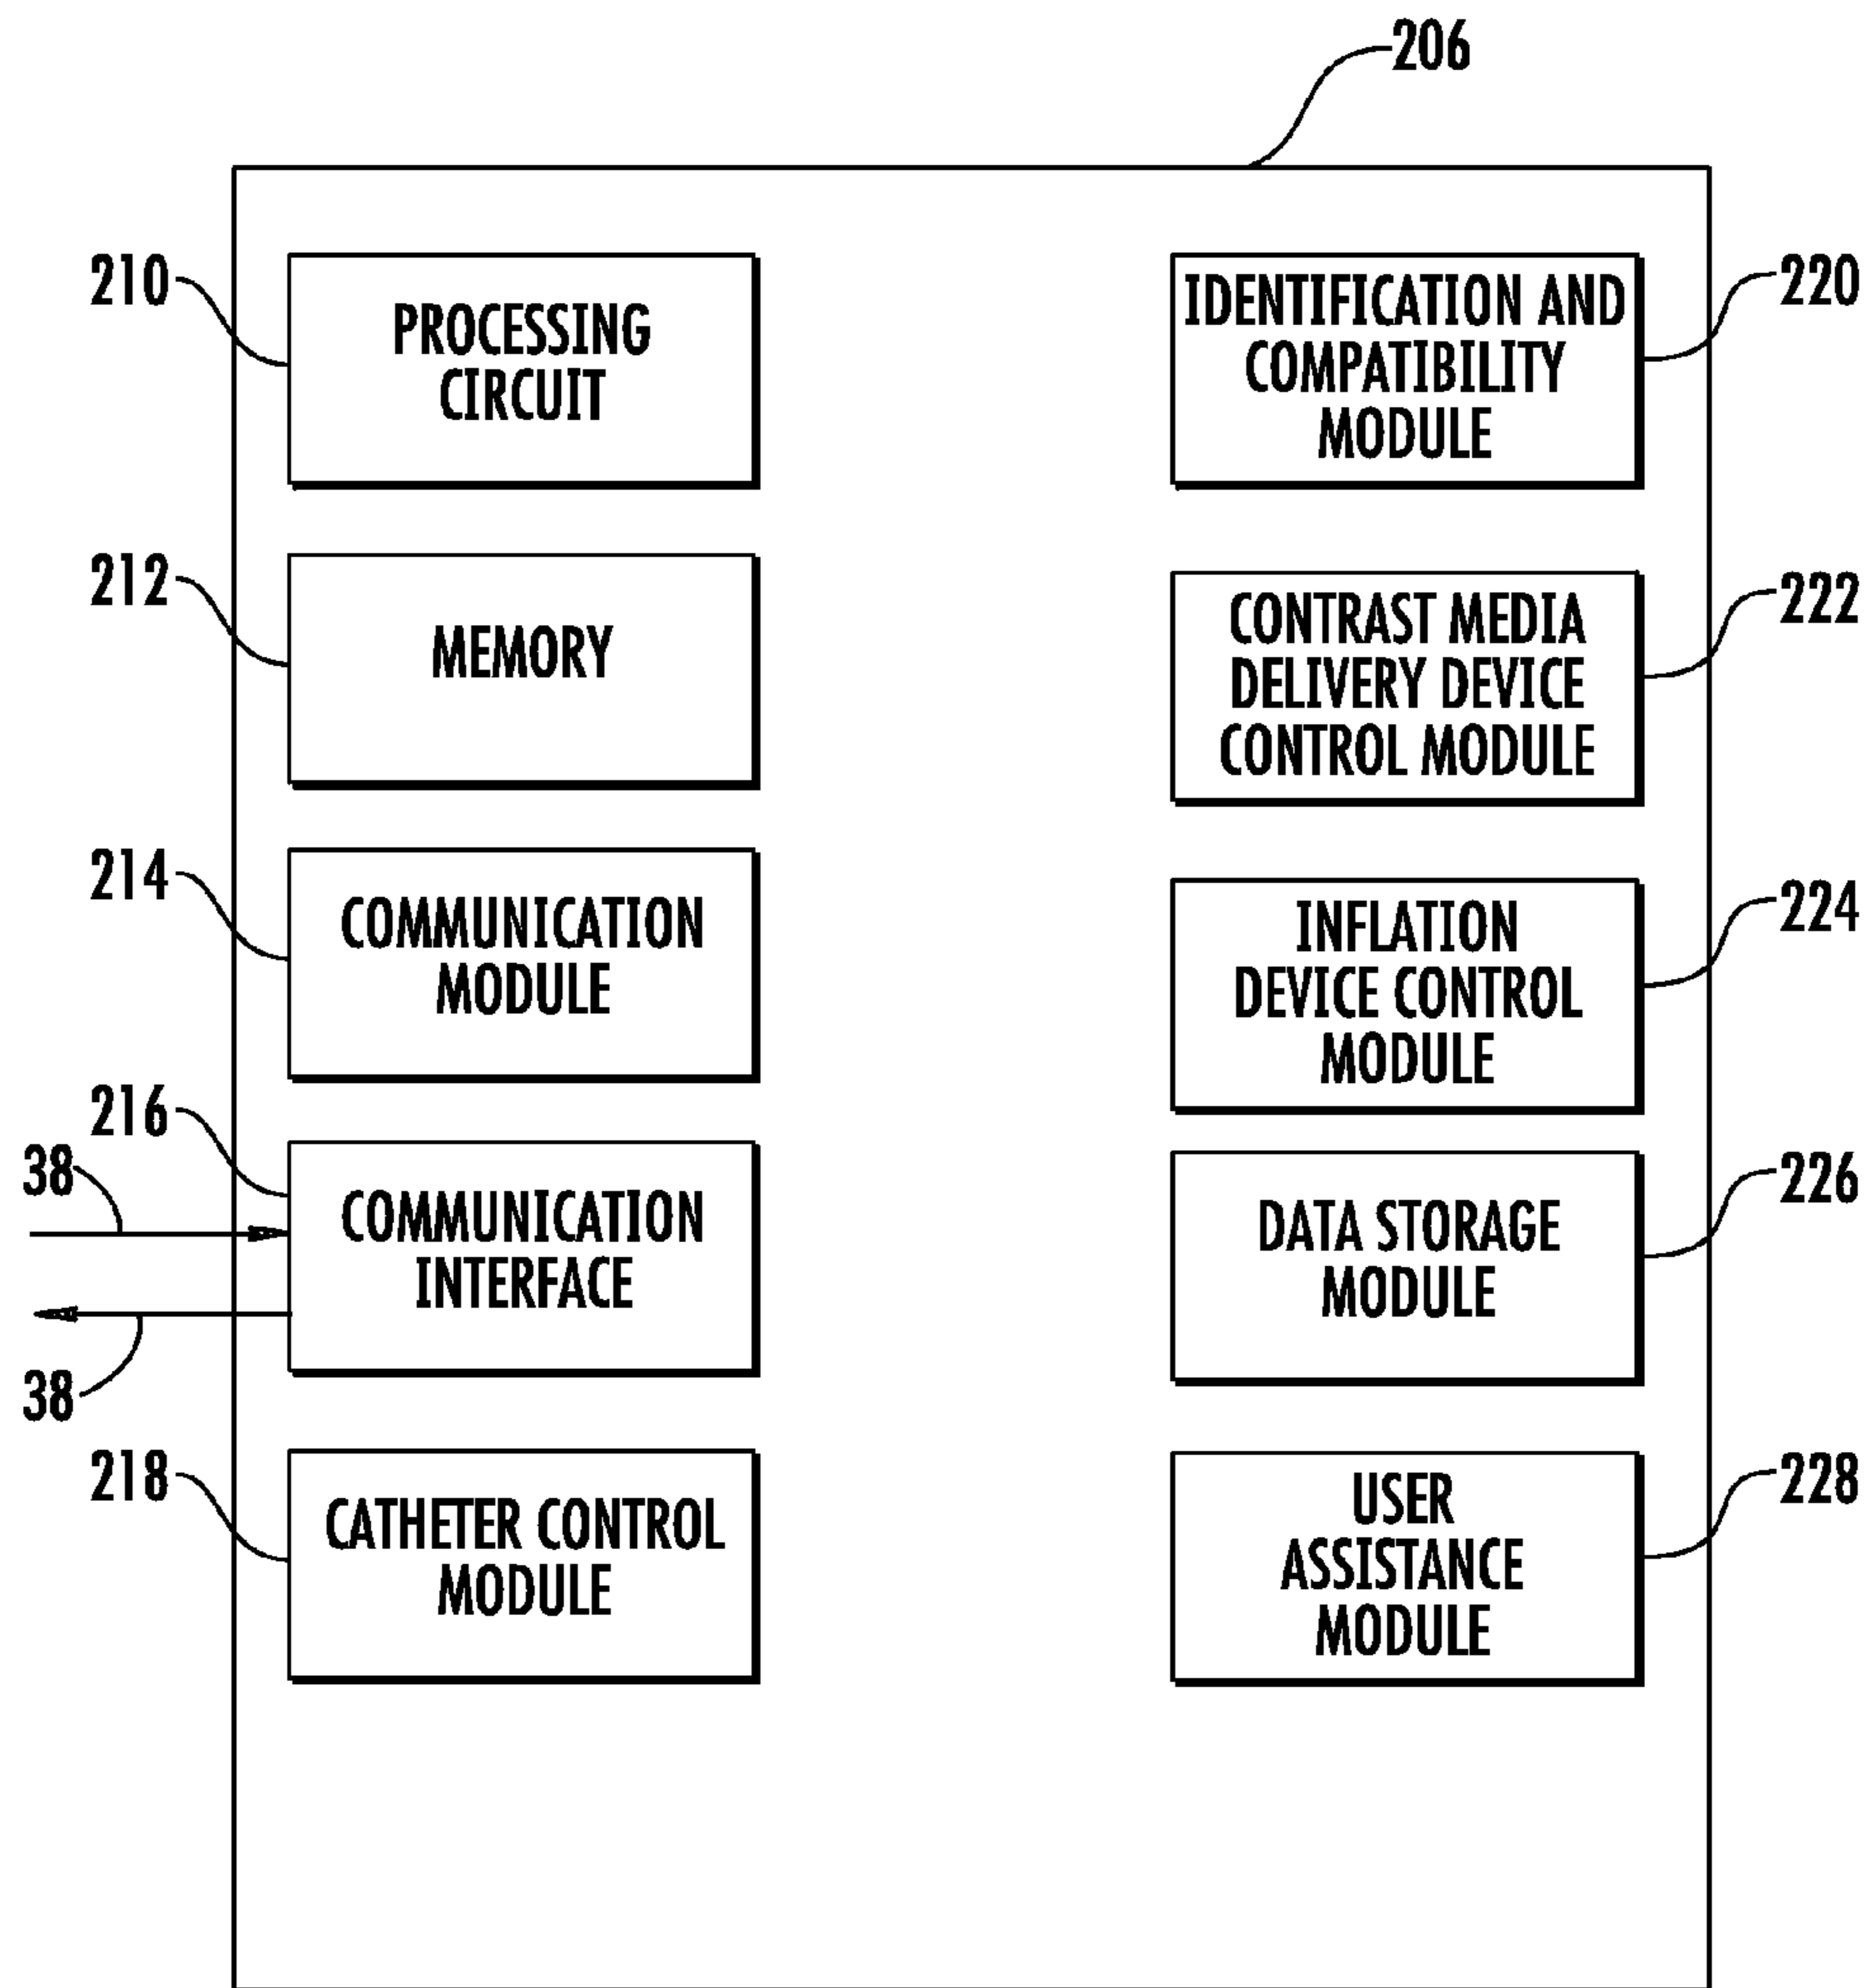 206
210
PROCESSING
CIRCUIT
212
MEMORY
214
COMMUNICATION
MODULE
216
38
COMMUNICATION
INTERFACE
38
218
CATHETER CONTROL
MODULE
220
IDENTIFICATION AND
COMPATIBILITY
MODULE
222
CONTRAST MEDIA
DELIVERY DEVICE
CONTROL MODULE
224
INFLATION
DEVICE CONTROL
MODULE
226
DATA STORAGE
MODULE
228
USER
ASSISTANCE
MODULE